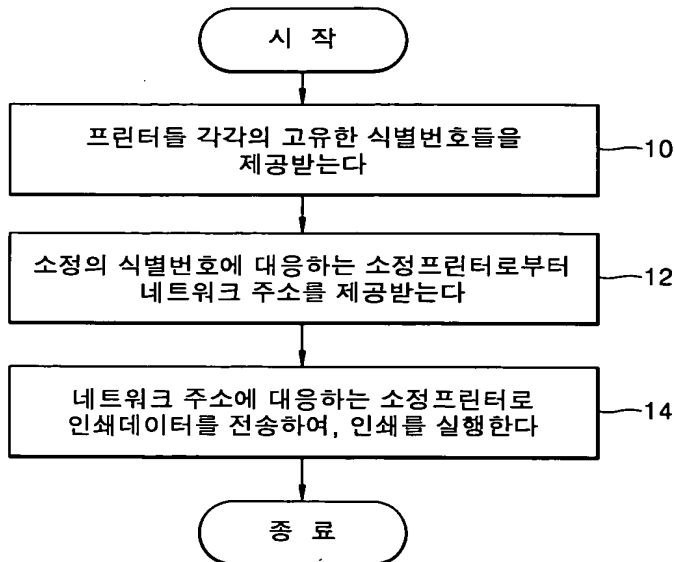 시 작
프린터들 각각의 고유한 식별번호들을
제공받는다
10
소정의 식별번호에 대응하는 소정프린터로부터
네트워크 주소를 제공받는다
12
네트워크 주소에 대응하는 소정프린터로
인쇄데이터를 전송하여, 인쇄를 실행한다
14
종 료